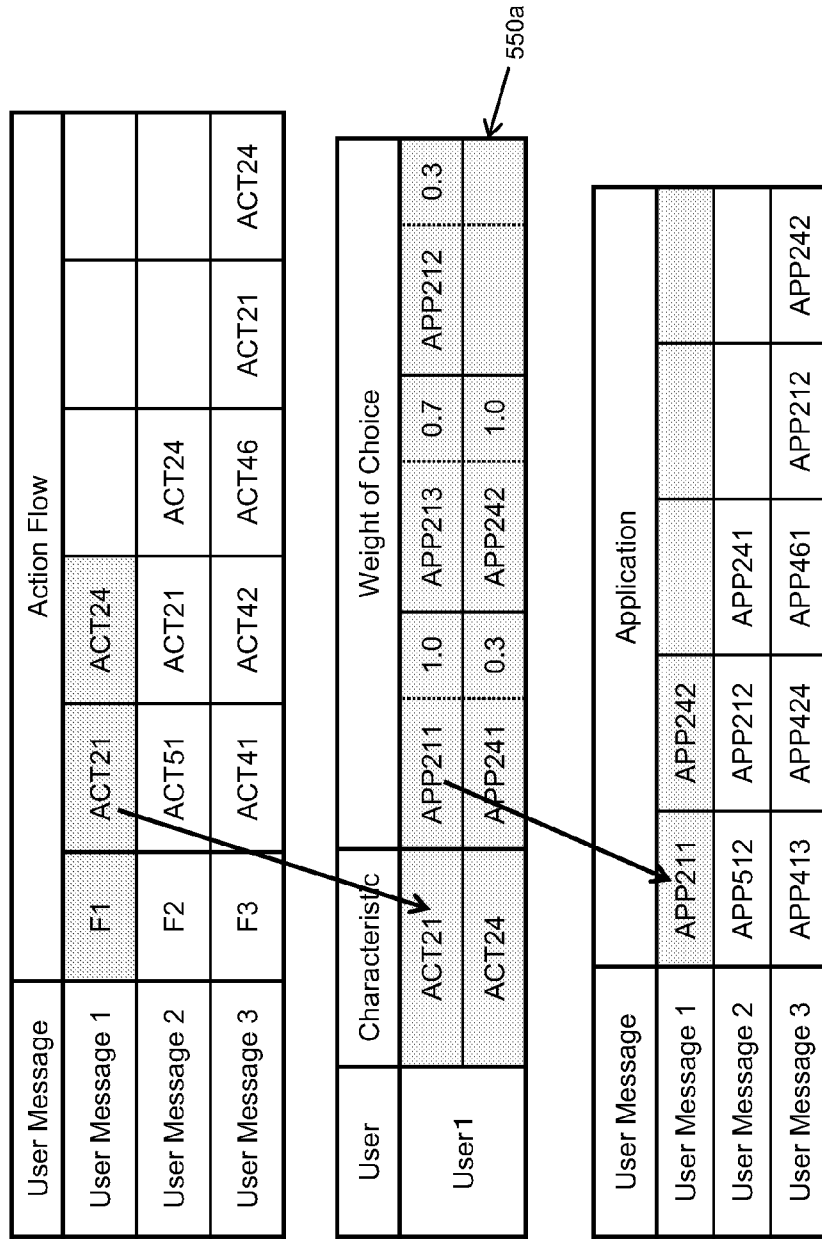 User Message Action Flow
User Message 1 F1 ACT21 ACT24
User Message 2 F2 ACT51 ACT21 ACT24
User Message 3 F3 ACT41 ACT42 ACT46 ACT21 ACT24
User Characteristic Weight of Choice
User1 ACT21 APP211 1.0 APP213 0.7 APP212 0.3
ACT24 APP241 0.3 APP242 1.0
550a
User Message Application
User Message 1 APP211 APP242
User Message 2 APP512 APP212 APP241
User Message 3 APP413 APP424 APP461 APP212 APP242